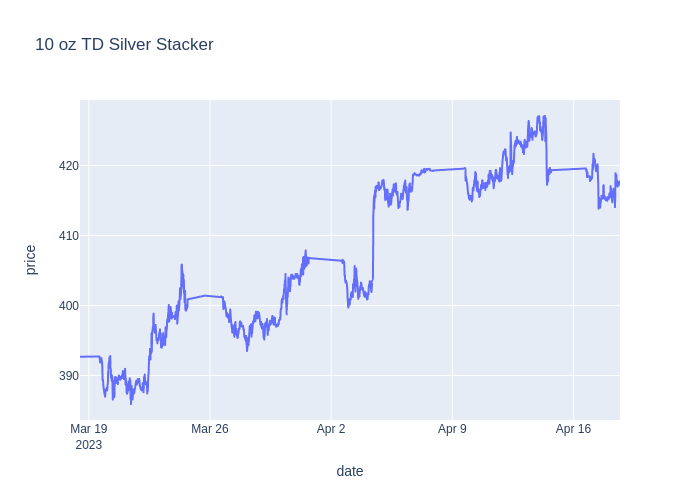 10 oz TD Silver Stacker
price
420
410
400
390
Mar 19
2023
Mar 26
Apr 2
Apr 9
Apr 16
date